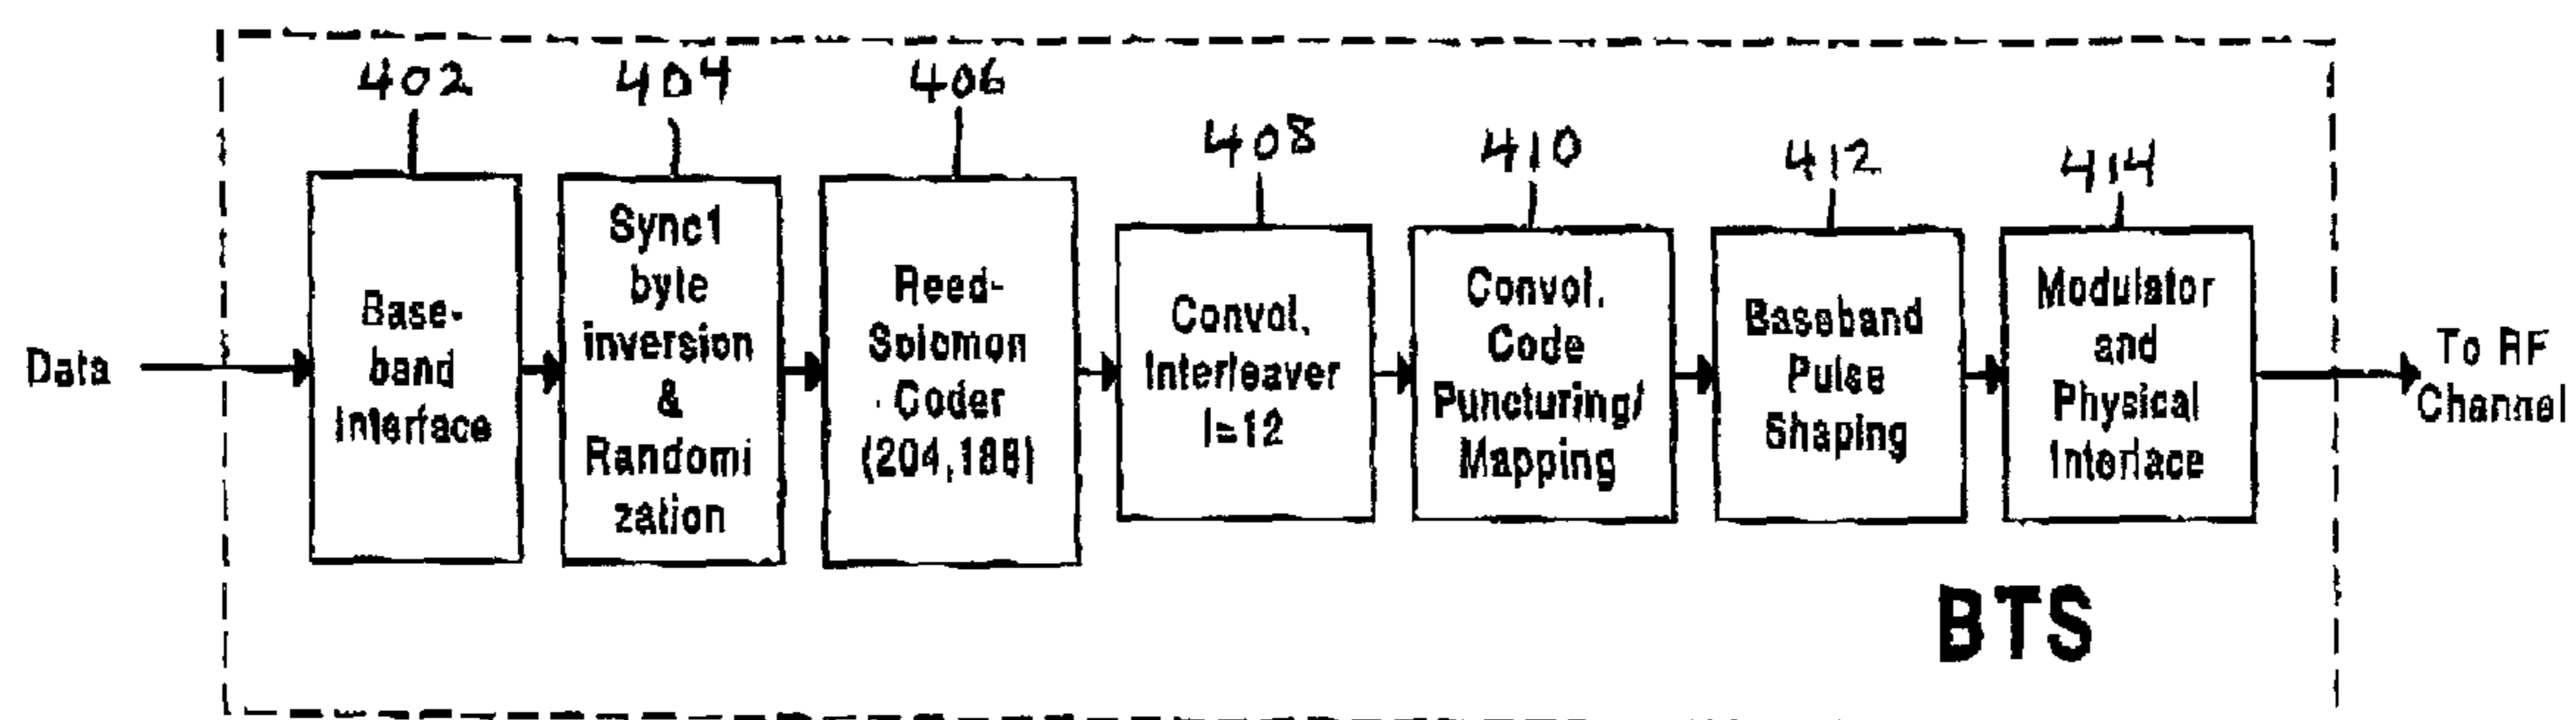 402
404
406
408
410
412
414
Data
Base-
band
Interface
Sync1
byte
inversion
&
Randomi
zation
Reed-
Solomon
Coder
(204,188)
Convol.
Interleaver
I=12
Convol.
Code
Puncturing/
Mapping
Baseband
Pulse
Shaping
Modulator
and
Physical
Interface
To RF
Channel
BTS